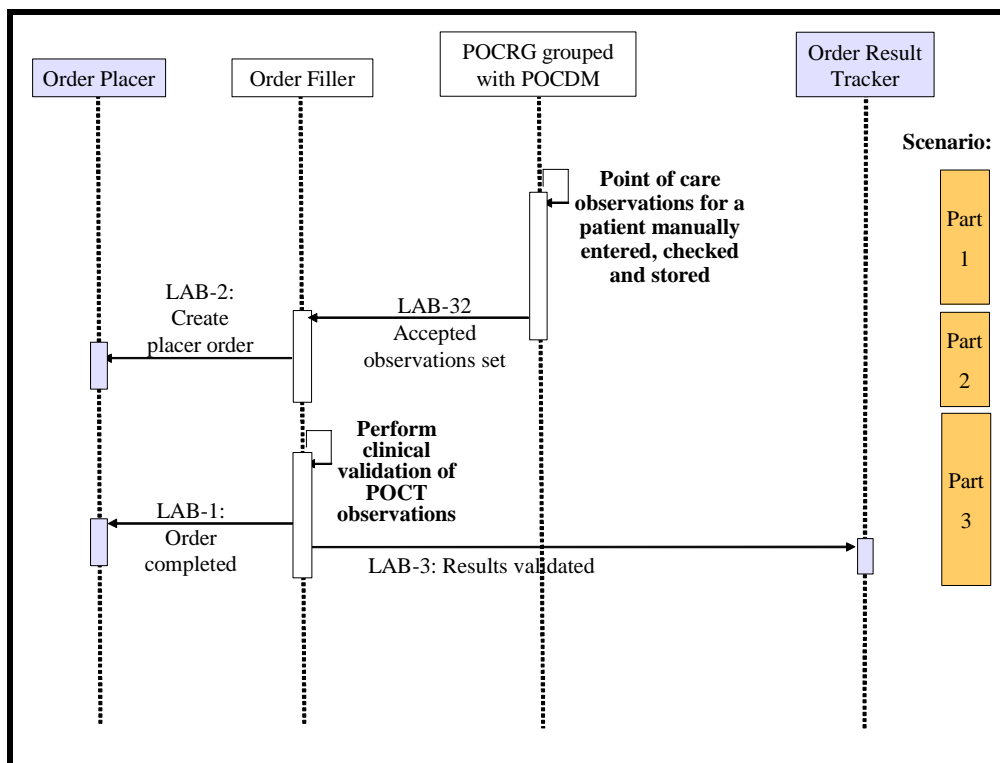 Order Placer
Order Filler
POCRG grouped
with POCDM
Order Result
Tracker
Scenario:
Point of care
observations for a
patient manually
entered, checked
and stored
Part
1
LAB-2:
Create
placer order
LAB-32
Accepted
observations set
Part
2
Perform
clinical
validation of
POCT
observations
LAB-1:
Order
completed
LAB-3: Results validated
Part
3